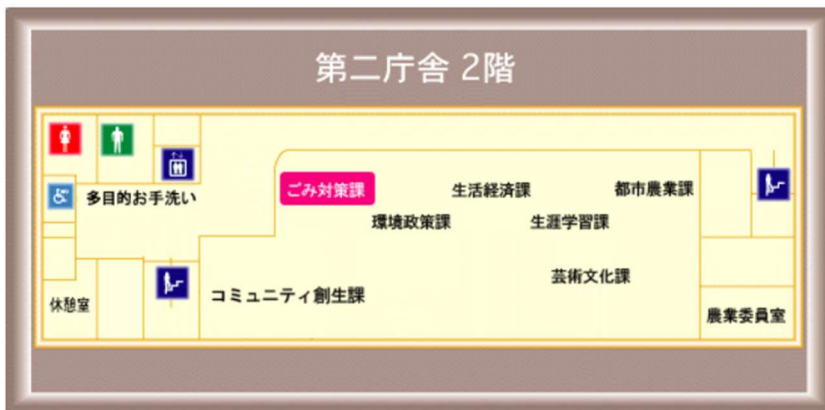 第二庁舎 2階
ごみ対策課
生活経済課
都市農業課
多目的お手洗い
環境政策課
生涯学習課
芸術文化課
コミュニティ創生課
休憩室
農業委員室